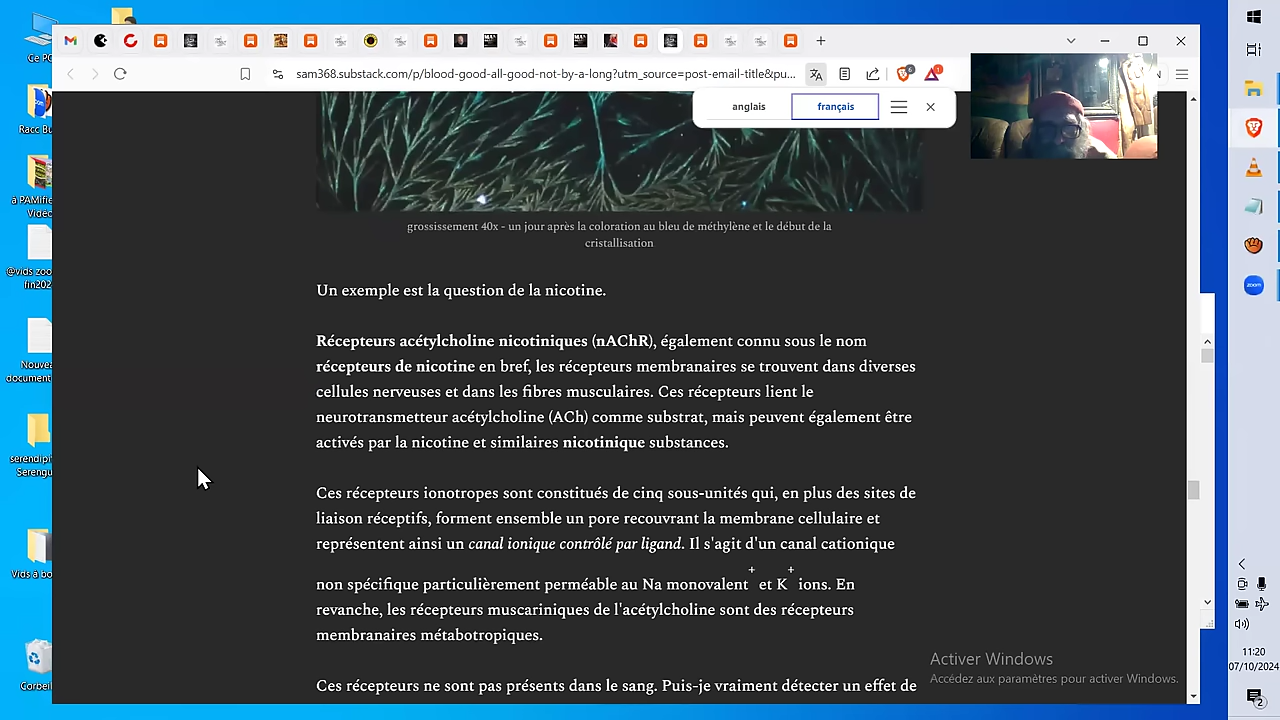 sam368.substack.com/p/blood-good-all-good-not-by-a-long?utm_source=post-email-title&pu...
anglais
français
Ce PC
Racc Bu
a PAMifie
Vidéo
@vids zoo
fin202
Nouvea
document
serendipit
Serengu
Vids à bo
Corbeil
grossissement 40x - un jour après la coloration au bleu de méthylène et le début de la
cristallisation
Un exemple est la question de la nicotine.
Récepteurs acétylcholine nicotiniques (nAChR), également connu sous le nom
récepteurs de nicotine en bref, les récepteurs membranaires se trouvent dans diverses
cellules nerveuses et dans les fibres musculaires. Ces récepteurs lient le
neurotransmetteur acétylcholine (ACh) comme substrat, mais peuvent également être
activés par la nicotine et similaires nicotinique substances.
Ces récepteurs ionotropes sont constitués de cinq sous-unités qui, en plus des sites de
liaison réceptifs, forment ensemble un pore recouvrant la membrane cellulaire et
représentent ainsi un canal ionique contrôlé par ligand. Il s'agit d'un canal cationique
non spécifique particulièrement perméable au Na monovalent+ et K+ ions. En
revanche, les récepteurs muscariniques de l'acétylcholine sont des récepteurs
membranaires métabotropiques.
Ces récepteurs ne sont pas présents dans le sang. Puis-je vraiment détecter un effet de
Activer Windows
Accédez aux paramètres pour activer Windows.
zoom
11:20
07/10/2024
2